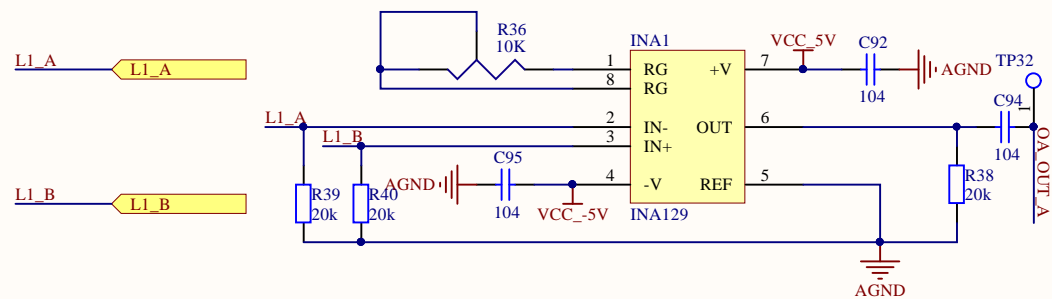 L1_A
L1_A
L1_B
L1_B
R36
10K
INA1
1
RG
8
RG
2
IN-
3
IN+
4
-V
+V
7
OUT
6
REF
5
INA129
VCC_5V
C92
104
AGND
TP32
1
C94
104
OA_OUT_A
R38
20k
L1_A
L1_B
C95
104
AGND
VCC_-5V
R39
20k
R40
20k
AGND